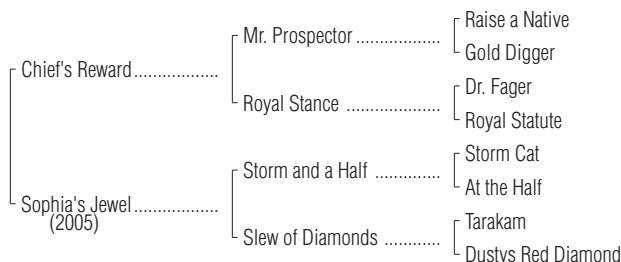 Raise a Native
Mr. Prospector ..................
Gold Digger
Chief's Reward ..................
Dr. Fager
Royal Stance ....................
Royal Statute
Storm Cat
Storm and a Half ...............
At the Half
Sophia's Jewel ..................
(2005)
Tarakam
Slew of Diamonds ............
Dustys Red Diamond